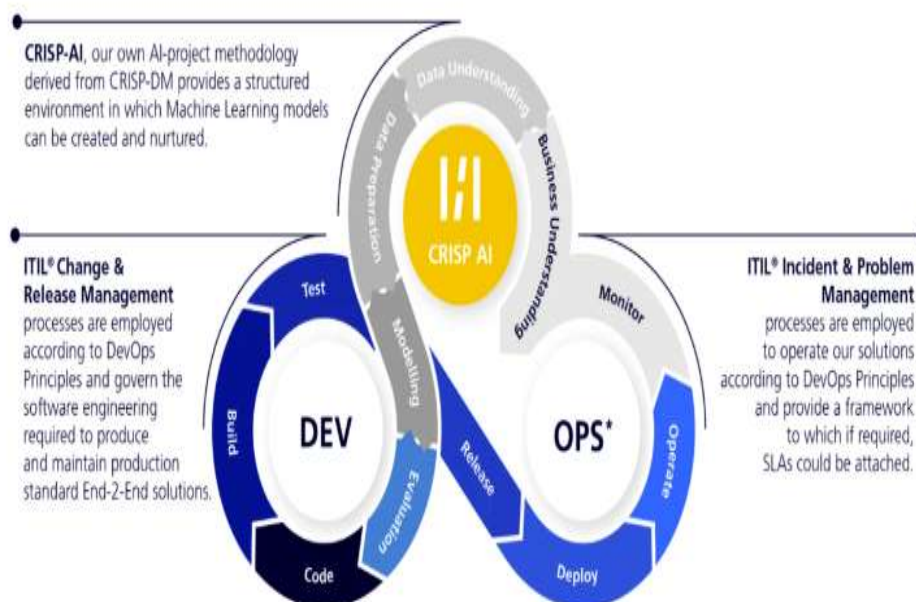 CRISP-AI, our own AI-project methodology
derived from CRISP-DM provides a structured
environment in which Machine Learning models
can be created and nurtured.
Data Understanding
Data Preparation
Business Understanding
CRISP AI
ITIL® Change &
Release Management
processes are employed
according to DevOps
Principles and govern the
software engineering
required to produce
and maintain production
standard End-2-End solutions.
Test
Modelling
Build
DEV
Evaluation
Code
Release
Monitor
OPS*
Operate
Deploy
ITIL® Incident & Problem
Management
processes are employed
to operate our solutions
according to DevOps Principles
and provide a framework
to which if required,
SLAs could be attached.